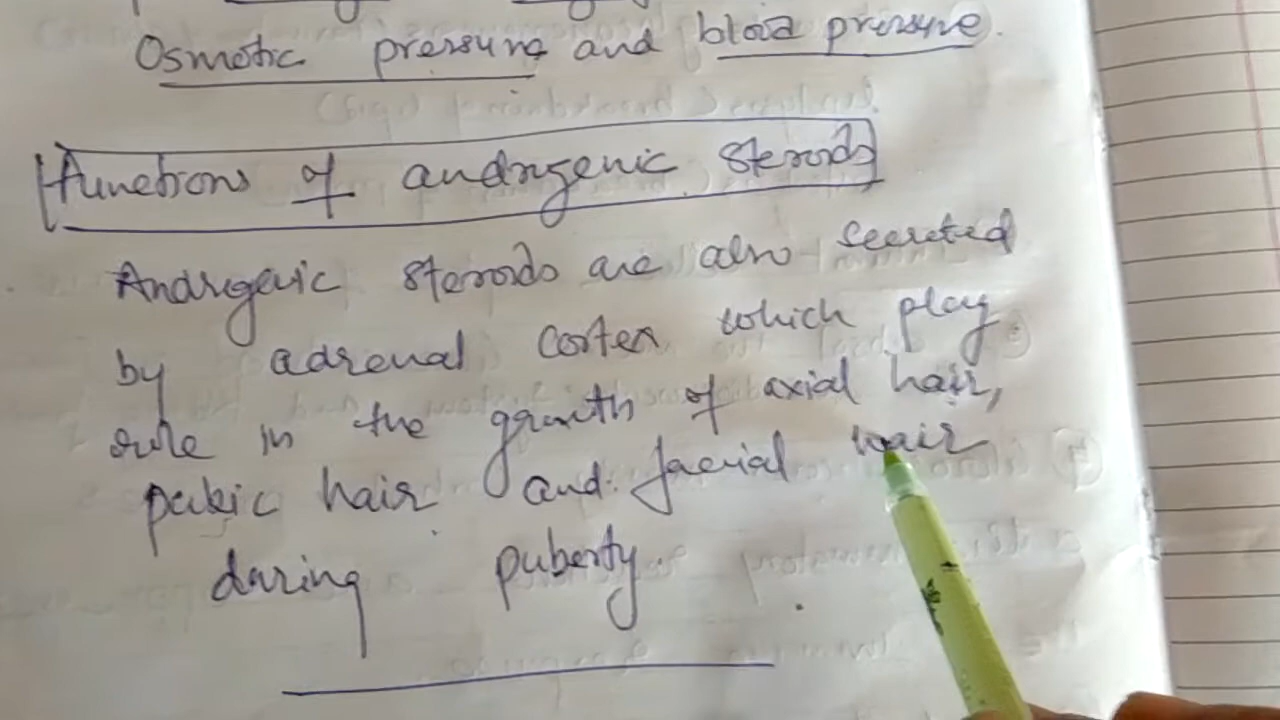 Osmotic pressure and blood pressure.
functions of androgenic steroids
Androgenic steroids are also secreted
by adrenal cortex which play
role in the growth of axial hair,
pubic hair and facial hair
during puberty.